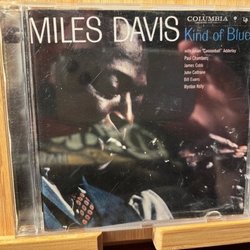 MILES DAVIS
COLUMBIA
Kind of Blue
with Julian "Cannonball" Adderley
Paul Chambers
James Cobb
John Coltrane
Bill Evans
Wynton Kelly